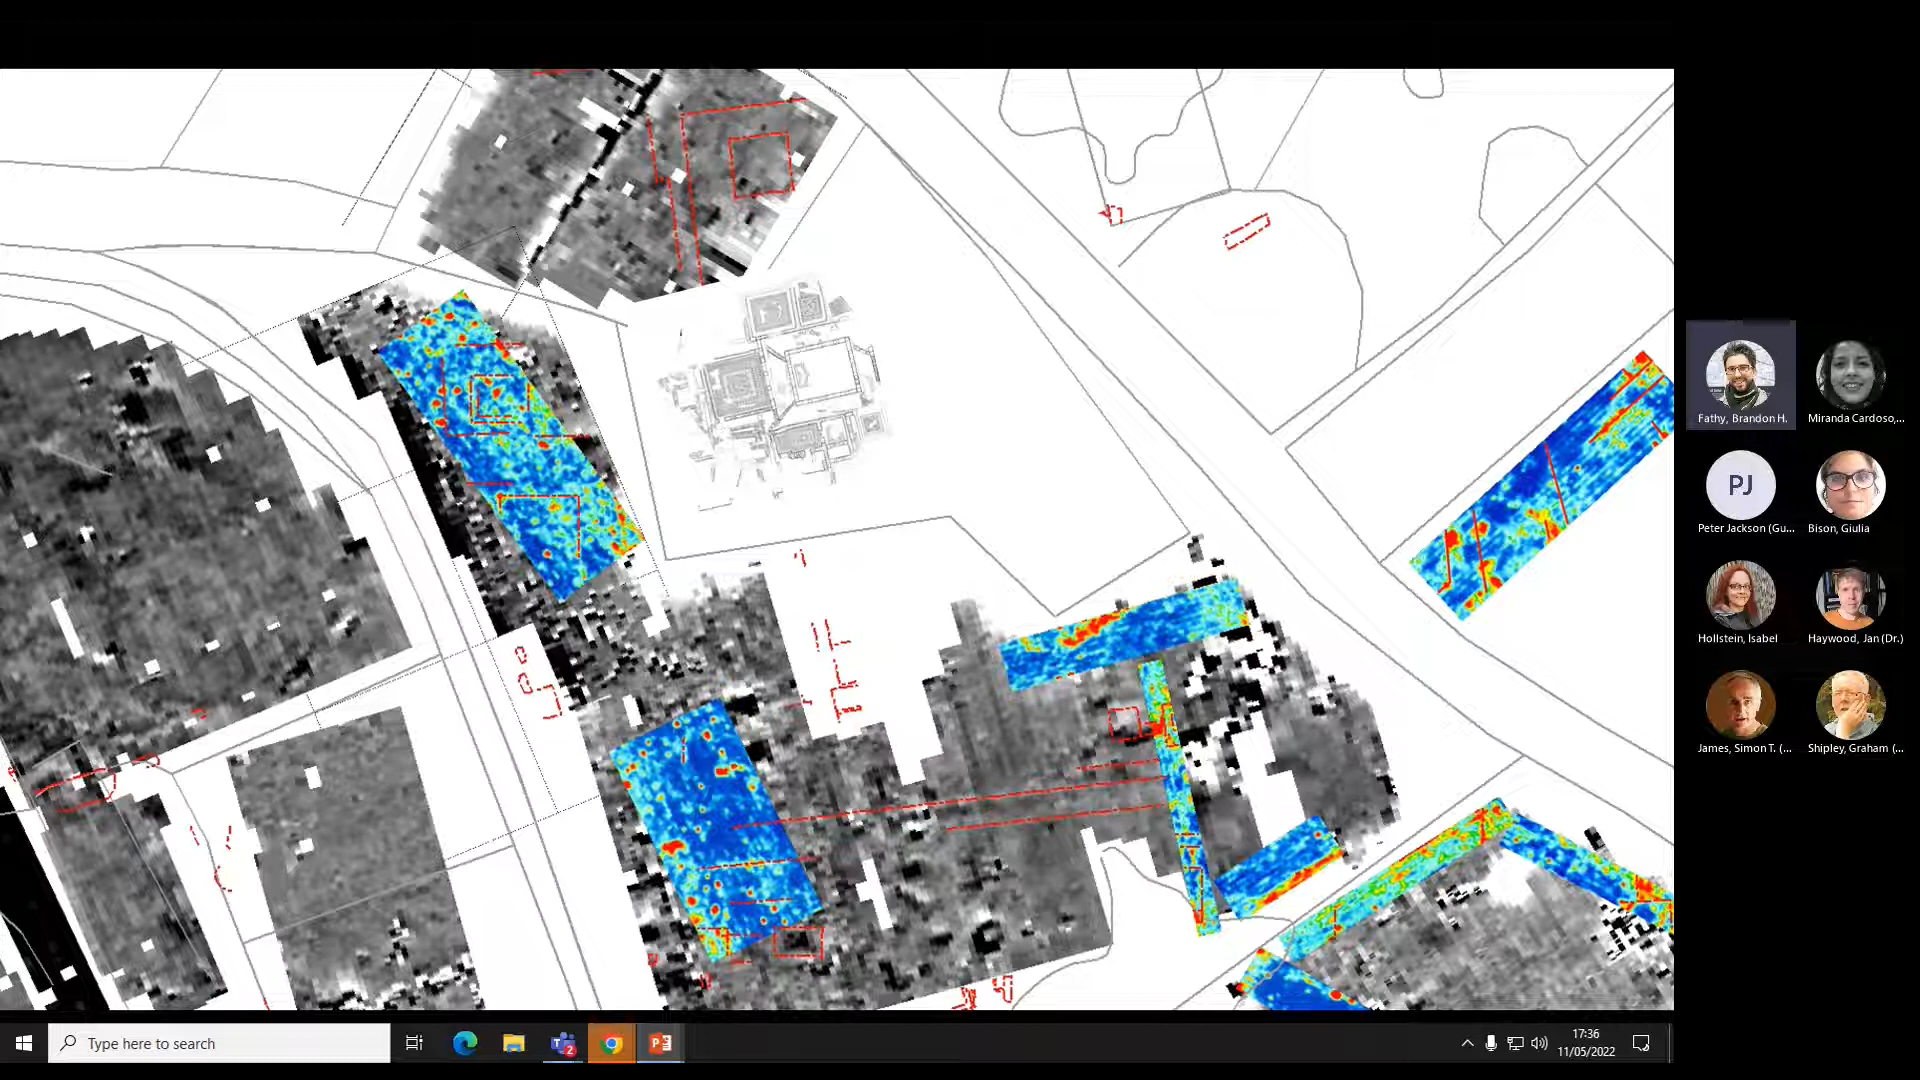 Fathy, Brandon H.
Miranda Cardoso,...
PJ
Peter Jackson (Gu...
Bison, Giulia
Hollstein, Isabel
Haywood, Jan (Dr.)
James, Simon T. (...
Shipley, Graham (...
Type here to search
2
17:36
11/05/2022